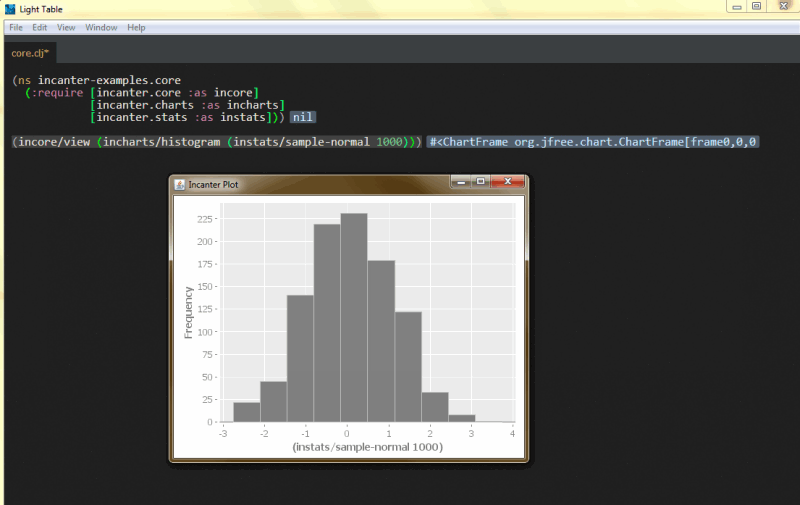 Light Table
File Edit View Window Help
core.clj*
(ns incanter-examples.core
(:require [incanter.core :as incore]
[incanter.charts :as incharts]
[incanter.stats :as instats])) nil
(incore/view (incharts/histogram (instats/sample-normal 1000))) #<ChartFrame org.jfree.chart.ChartFrame[frame0,0,0
Incanter Plot
225
200
175
150
125
100
75
50
25
0
Frequency
-3 -2 -1 0 1 2 3 4
(instats/sample-normal 1000)